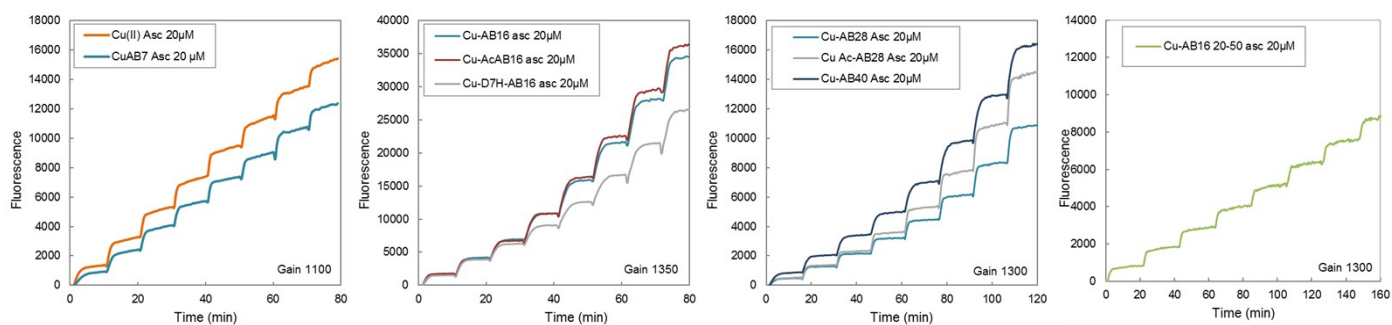 18000
16000
14000
12000
10000
8000
6000
4000
2000
0
Fluorescence
Cu(II) Asc 20µM
CuAB7 Asc 20 µM
Gain 1100
0 20 40 60 80
Time (min)
40000
35000
30000
25000
20000
15000
10000
5000
0
Fluorescence
Cu-AB16 asc 20µM
Cu-AcAB16 asc 20µM
Cu-D7H-AB16 asc 20µM
Gain 1350
0 20 40 60 80
Time (min)
18000
16000
14000
12000
10000
8000
6000
4000
2000
0
Fluorescence
Cu-AB28 Asc 20µM
Cu Ac-AB28 Asc 20µM
Cu-AB40 Asc 20µM
Gain 1300
0 20 40 60 80 100 120
Time (min)
14000
12000
10000
8000
6000
4000
2000
0
Fluorescence
Cu-AB16 20-50 asc 20µM
Gain 1300
0 20 40 60 80 100 120 140 160
Time (min)